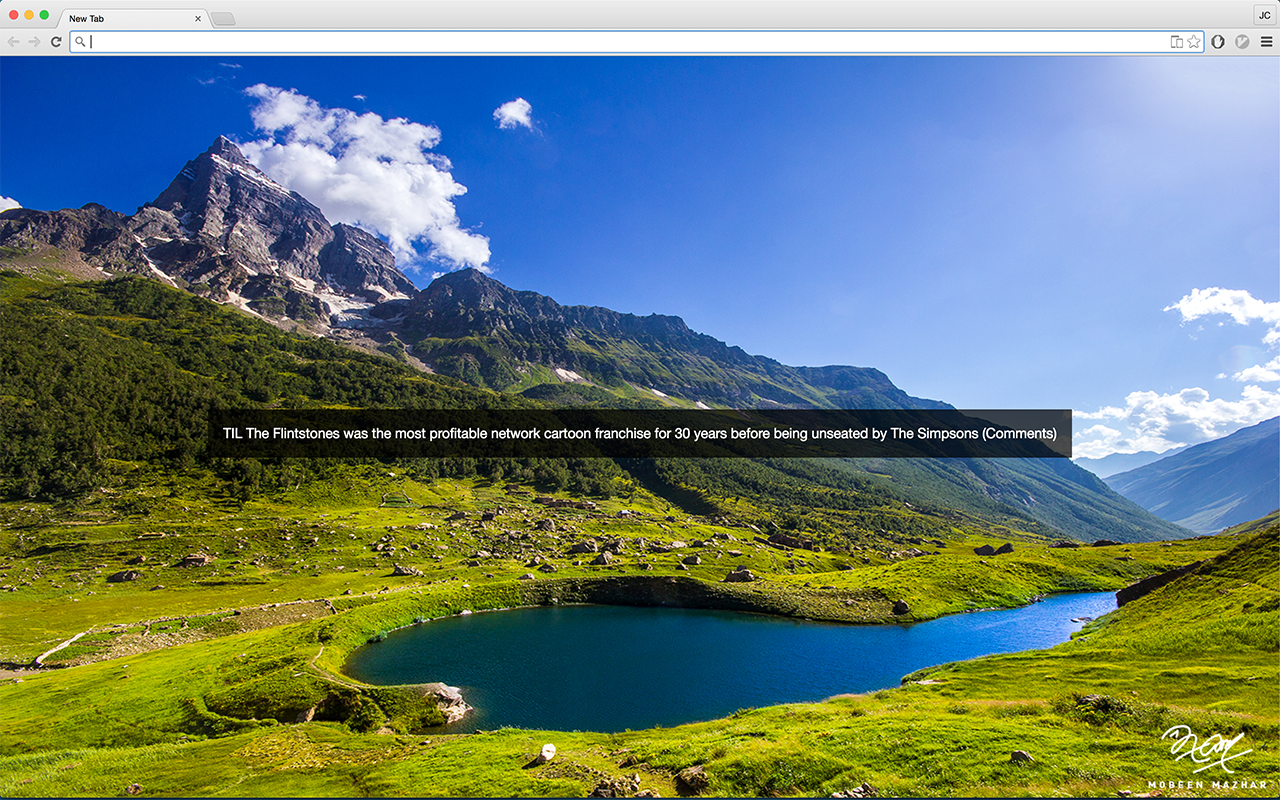 New Tab
JC
TIL The Flintstones was the most profitable network cartoon franchise for 30 years before being unseated by The Simpsons (Comments)
MOBEEN MAZHAR